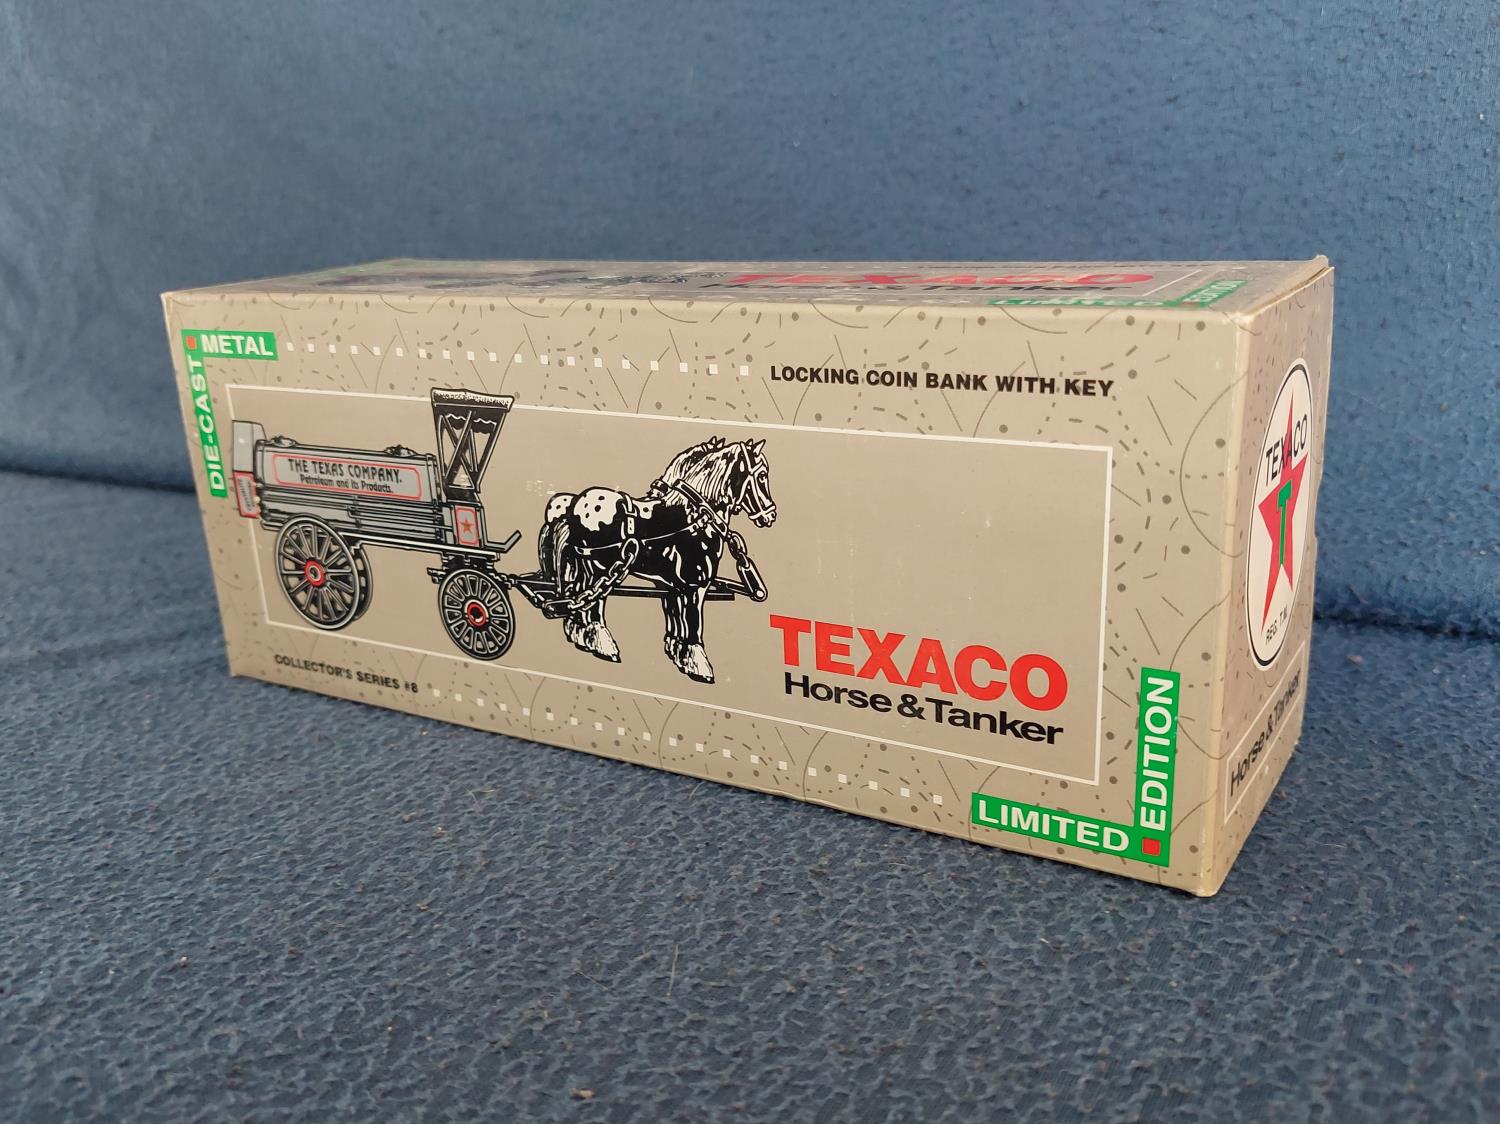 TEXACO
Horse & Tanker
LIMITED
EDITION
METAL
DIE-CAST
LOCKING COIN BANK WITH KEY
THE TEXAS COMPANY.
Petroleum and its Products.
TEXACO
Horse & Tanker
COLLECTOR'S SERIES #8
LIMITED
EDITION
TEXACO
T
REG. T.M.
Horse & Tanker